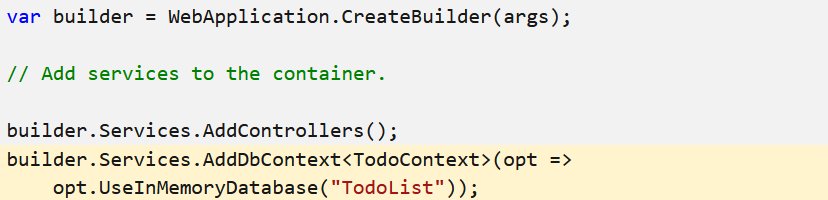 var builder = WebApplication.CreateBuilder(args);
// Add services to the container.
builder.Services.AddControllers();
builder.Services.AddDbContext<TodoContext>(opt =>
    opt.UseInMemoryDatabase("TodoList"));